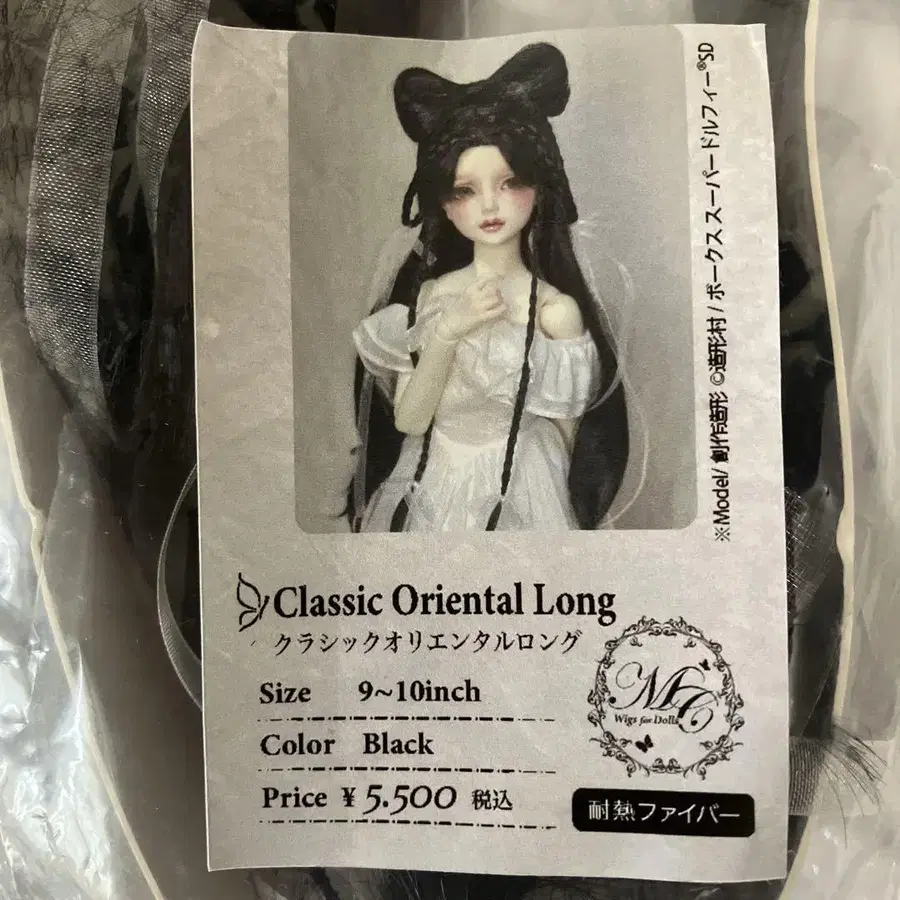 ※Model/ 創作造形 ©造形村 / ボークス スーパードルフィー®SD
Classic Oriental Long
クラシックオリエンタルロング
Size 9~10inch
Color Black
Price ¥ 5.500 税込
MC
Wigs for Dolls
耐熱ファイバー